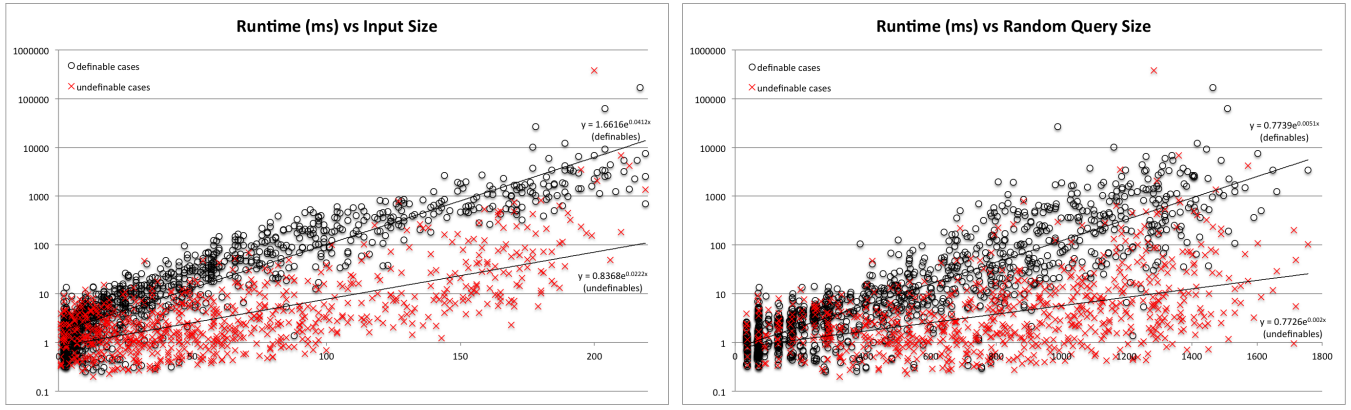 Runtime (ms) vs Input Size
1000000
100000
10000
1000
100
10
1
0.1
definable cases
undefinable cases
y = 1.6616e^0.0412x
(definables)
y = 0.8368e^0.0222x
(undefinables)
0 50 100 150 200
Runtime (ms) vs Random Query Size
1000000
100000
10000
1000
100
10
1
0.1
definable cases
undefinable cases
y = 0.7739e^0.0051x
(definables)
y = 0.7726e^0.002x
(undefinables)
0 200 400 600 800 1000 1200 1400 1600 1800